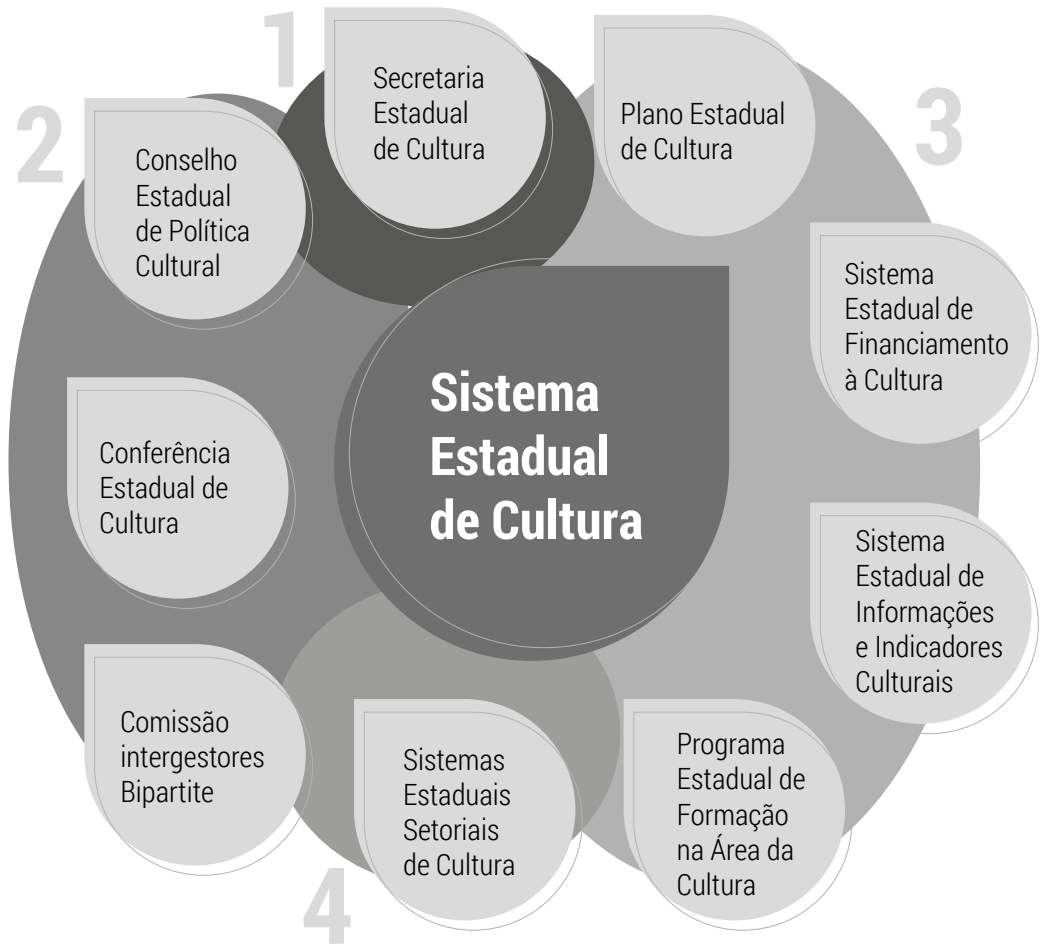 1
Secretaria
Estadual
de Cultura
2
Conselho
Estadual
de Política
Cultural
Conferência
Estadual de
Cultura
Comissão
intergestores
Bipartite
3
Plano Estadual
de Cultura
Sistema
Estadual de
Financiamento
à Cultura
Sistema
Estadual de
Informações
e Indicadores
Culturais
Programa
Estadual de
Formação
na Área da
Cultura
4
Sistemas
Estaduais
Setoriais
de Cultura
Sistema
Estadual
de Cultura